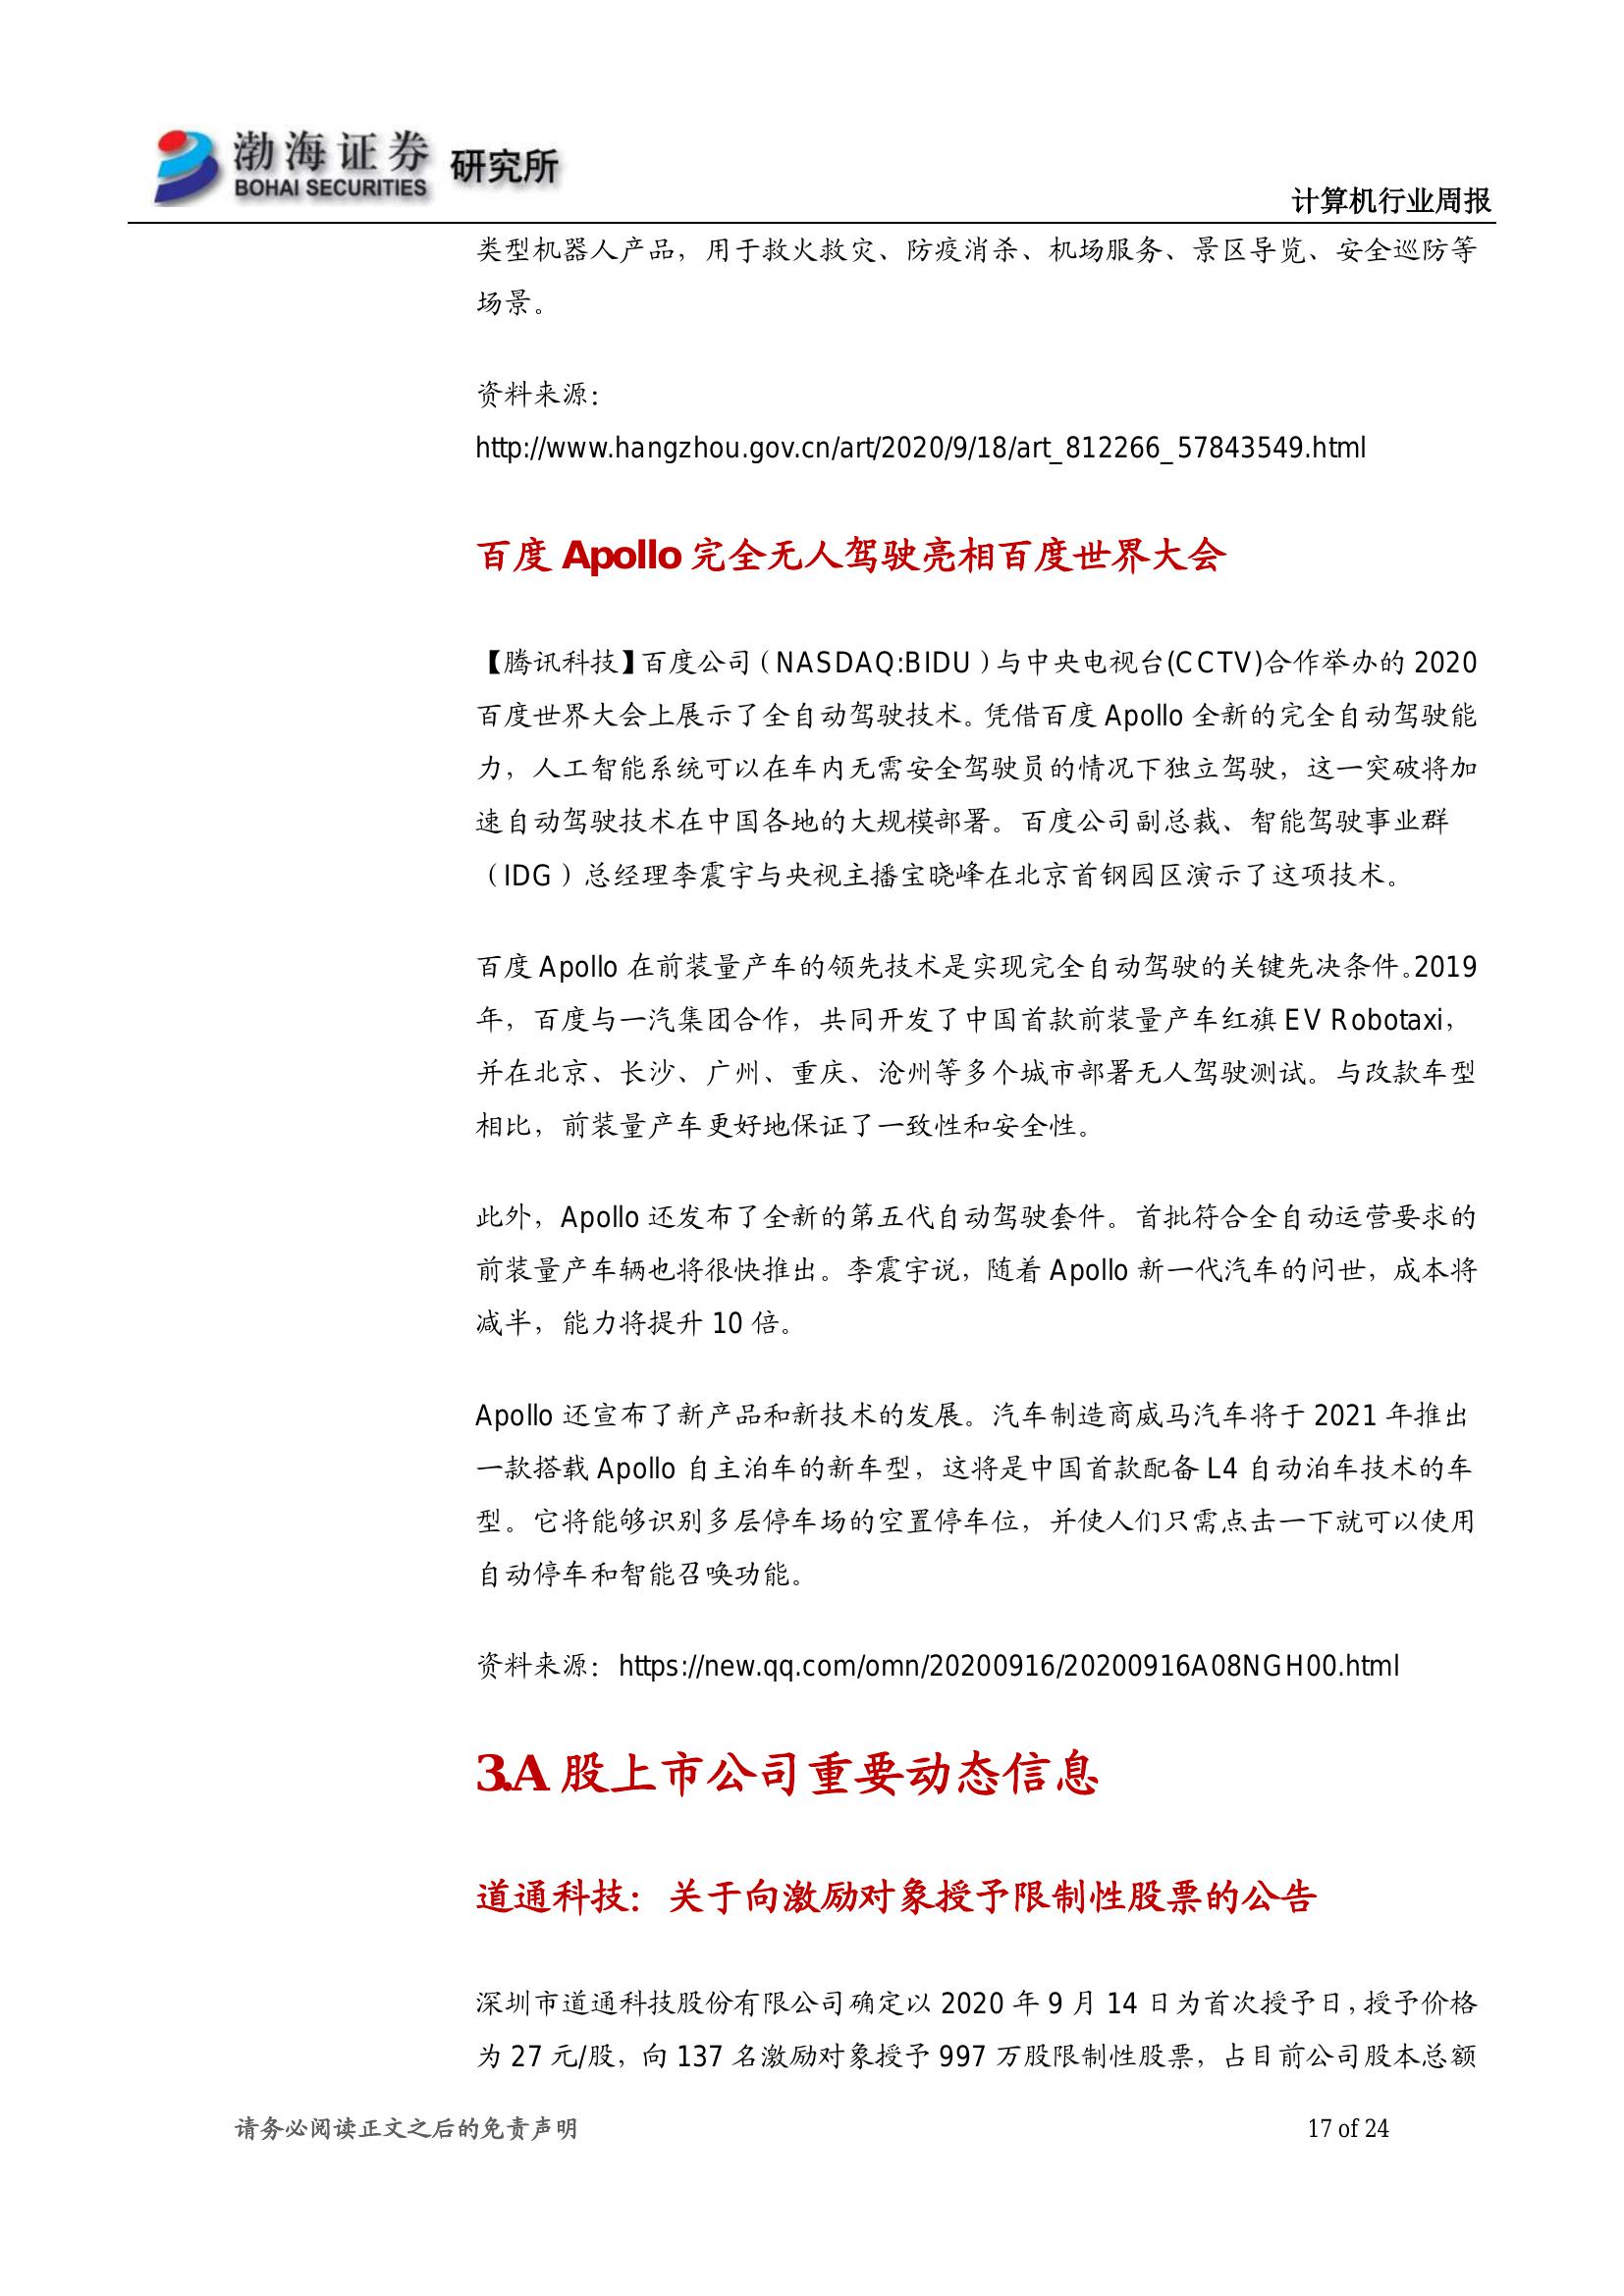 渤海证券
BOHAI SECURITIES
研究所
计算机行业周报
类型机器人产品，用于救火救灾、防疫消杀、机场服务、景区导览、安全巡防等
场景。
资料来源：
http://www.hangzhou.gov.cn/art/2020/9/18/art_812266_57843549.html
百度 Apollo 完全无人驾驶亮相百度世界大会
【腾讯科技】百度公司（NASDAQ:BIDU）与中央电视台(CCTV)合作举办的 2020
百度世界大会上展示了全自动驾驶技术。凭借百度 Apollo 全新的完全自动驾驶能
力，人工智能系统可以在车内无需安全驾驶员的情况下独立驾驶，这一突破将加
速自动驾驶技术在中国各地的大规模部署。百度公司副总裁、智能驾驶事业群
（IDG）总经理李震宇与央视主播宝晓峰在北京首钢园区演示了这项技术。
百度 Apollo 在前装量产车的领先技术是实现完全自动驾驶的关键先决条件。2019
年，百度与一汽集团合作，共同开发了中国首款前装量产车红旗 EV Robotaxi，
并在北京、长沙、广州、重庆、沧州等多个城市部署无人驾驶测试。与改款车型
相比，前装量产车更好地保证了一致性和安全性。
此外，Apollo 还发布了全新的第五代自动驾驶套件。首批符合全自动运营要求的
前装量产车辆也将很快推出。李震宇说，随着 Apollo 新一代汽车的问世，成本将
减半，能力将提升 10 倍。
Apollo 还宣布了新产品和新技术的发展。汽车制造商威马汽车将于 2021 年推出
一款搭载 Apollo 自主泊车的新车型，这将是中国首款配备 L4 自动泊车技术的车
型。它将能够识别多层停车场的空置停车位，并使人们只需点击一下就可以使用
自动停车和智能召唤功能。
资料来源：https://new.qq.com/omn/20200916/20200916A08NGH00.html
3.A 股上市公司重要动态信息
道通科技：关于向激励对象授予限制性股票的公告
深圳市道通科技股份有限公司确定以 2020 年 9 月 14 日为首次授予日，授予价格
为 27 元/股，向 137 名激励对象授予 997 万股限制性股票，占目前公司股本总额
请务必阅读正文之后的免责声明
17 of 24